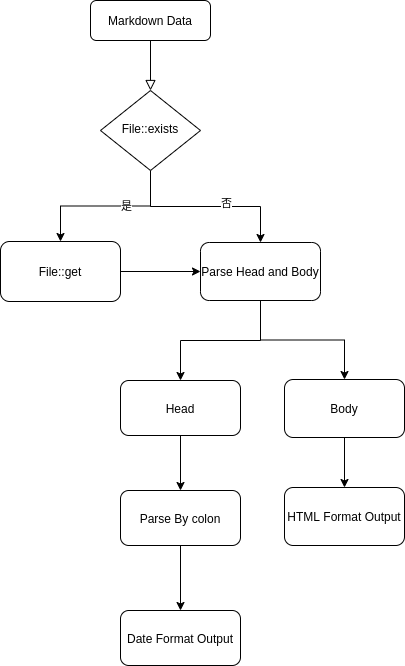 Markdown Data
File::exists
是
否
File::get
Parse Head and Body
Head
Body
Parse By colon
HTML Format Output
Date Format Output